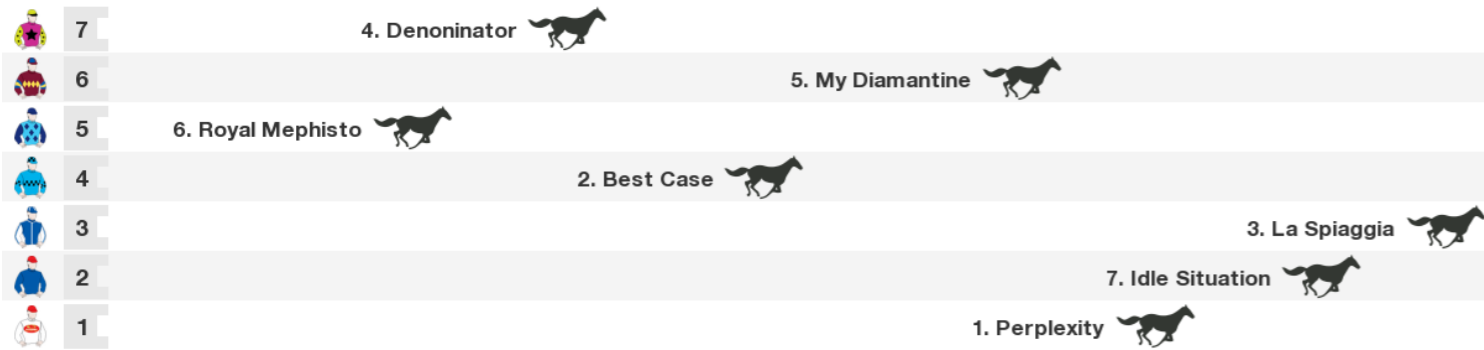 7 4. Denoninator
6 5. My Diamantine
5 6. Royal Mephisto
4 2. Best Case
3 3. La Spiaggia
2 7. Idle Situation
1 1. Perplexity